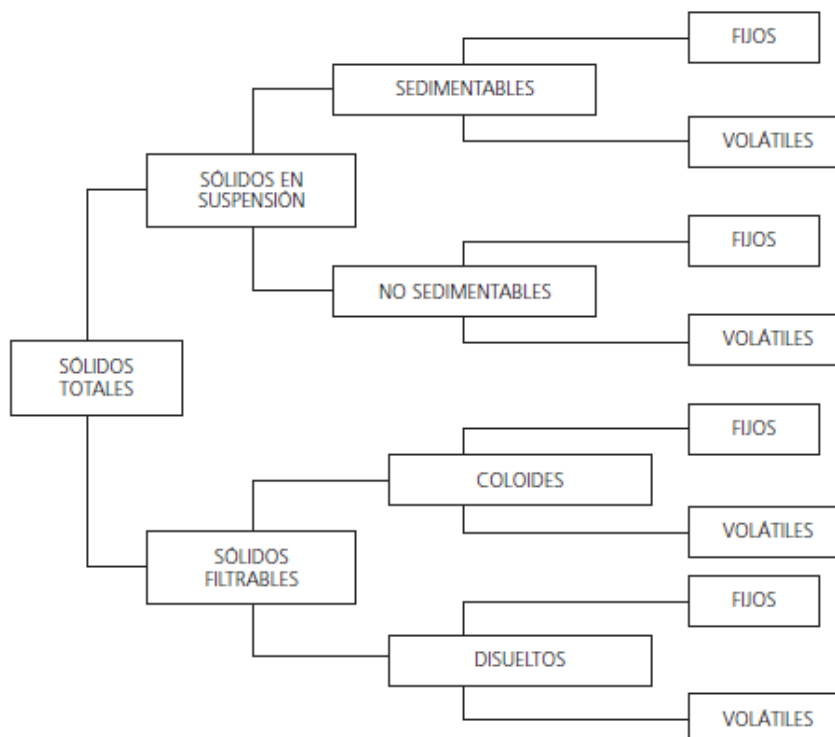 FIJOS
SEDIMENTABLES
VOLÁTILES
SÓLIDOS EN
SUSPENSIÓN
FIJOS
NO SEDIMENTABLES
VOLÁTILES
SÓLIDOS
TOTALES
FIJOS
COLOIDES
VOLÁTILES
SÓLIDOS
FILTRABLES
FIJOS
DISUELTOS
VOLÁTILES